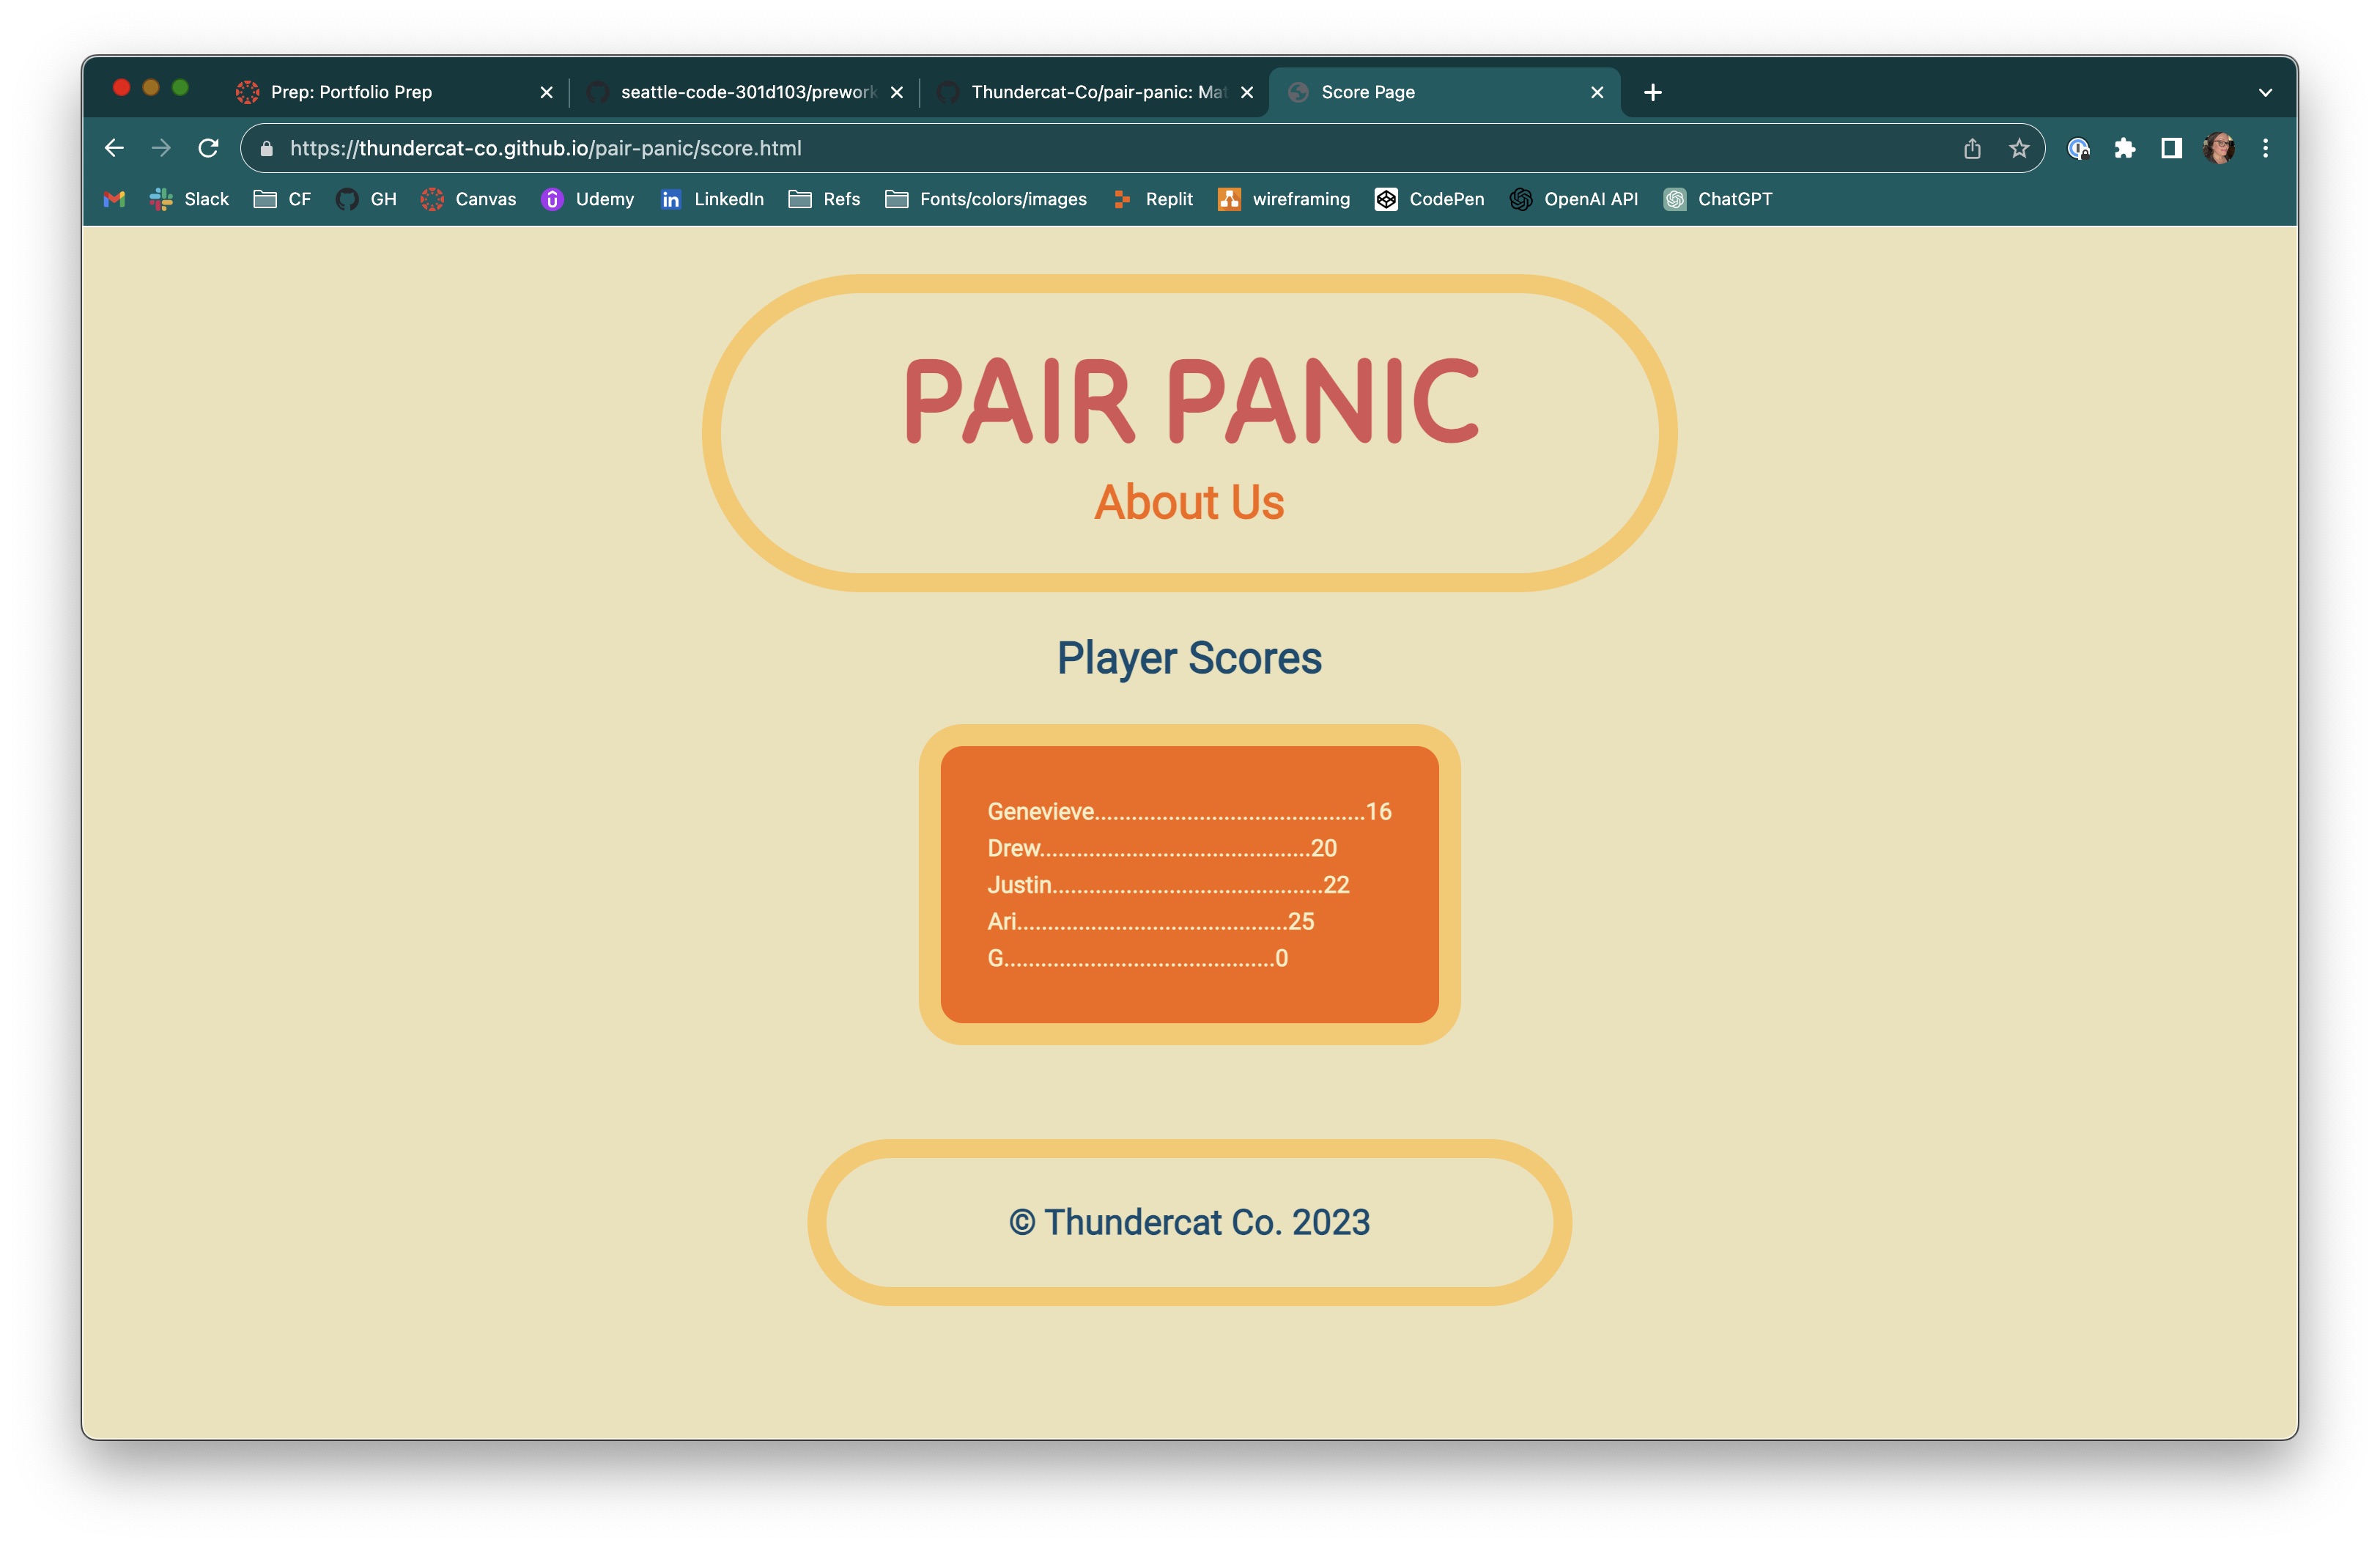 Prep: Portfolio Prep
seattle-code-301d103/prework
Thundercat-Co/pair-panic: Mat
Score Page
https://thundercat-co.github.io/pair-panic/score.html
Slack
CF
GH
Canvas
Udemy
LinkedIn
Refs
Fonts/colors/images
Replit
wireframing
CodePen
OpenAI API
ChatGPT
PAIR PANIC
About Us
Player Scores
Genevieve............................................16
Drew............................................20
Justin............................................22
Ari............................................25
G............................................0
© Thundercat Co. 2023